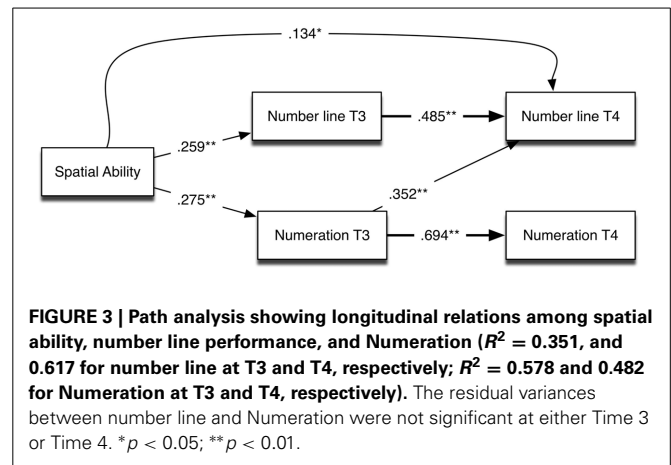 .134*
Number line T3
.485**
Number line T4
.259**
Spatial Ability
.275**
.352**
Numeration T3
.694**
Numeration T4
FIGURE 3 | Path analysis showing longitudinal relations among spatial
ability, number line performance, and Numeration (R² = 0.351, and
0.617 for number line at T3 and T4, respectively; R² = 0.578 and 0.482
for Numeration at T3 and T4, respectively). The residual variances
between number line and Numeration were not significant at either Time 3
or Time 4. *p < 0.05; **p < 0.01.